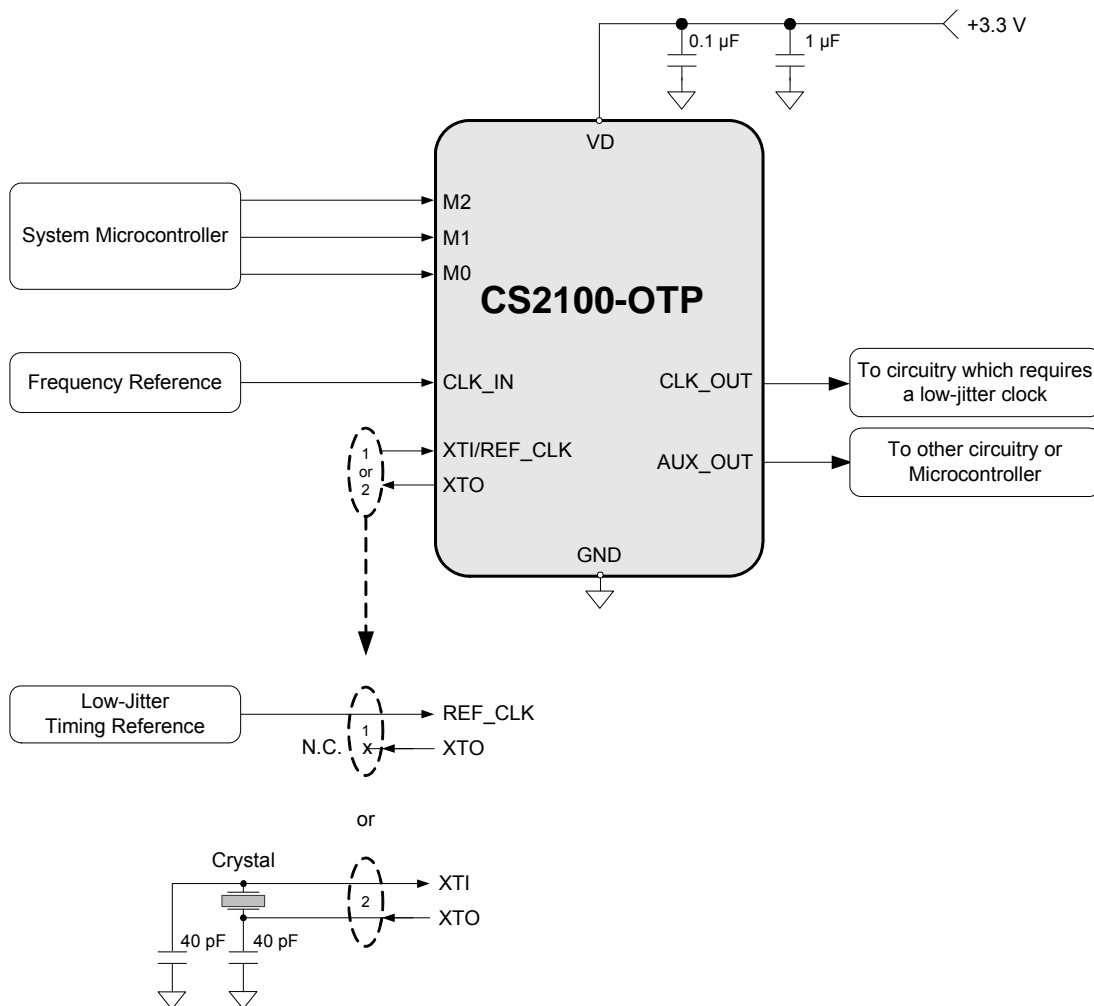 +3.3 V
0.1 µF
1 µF
VD
System Microcontroller
M2
M1
M0
CS2100-OTP
Frequency Reference
CLK_IN
CLK_OUT
To circuitry which requires
a low-jitter clock
1
or
2
XTI/REF_CLK
XTO
AUX_OUT
To other circuitry or
Microcontroller
GND
Low-Jitter
Timing Reference
1
REF_CLK
N.C.
x
XTO
or
Crystal
2
XTI
XTO
40 pF
40 pF